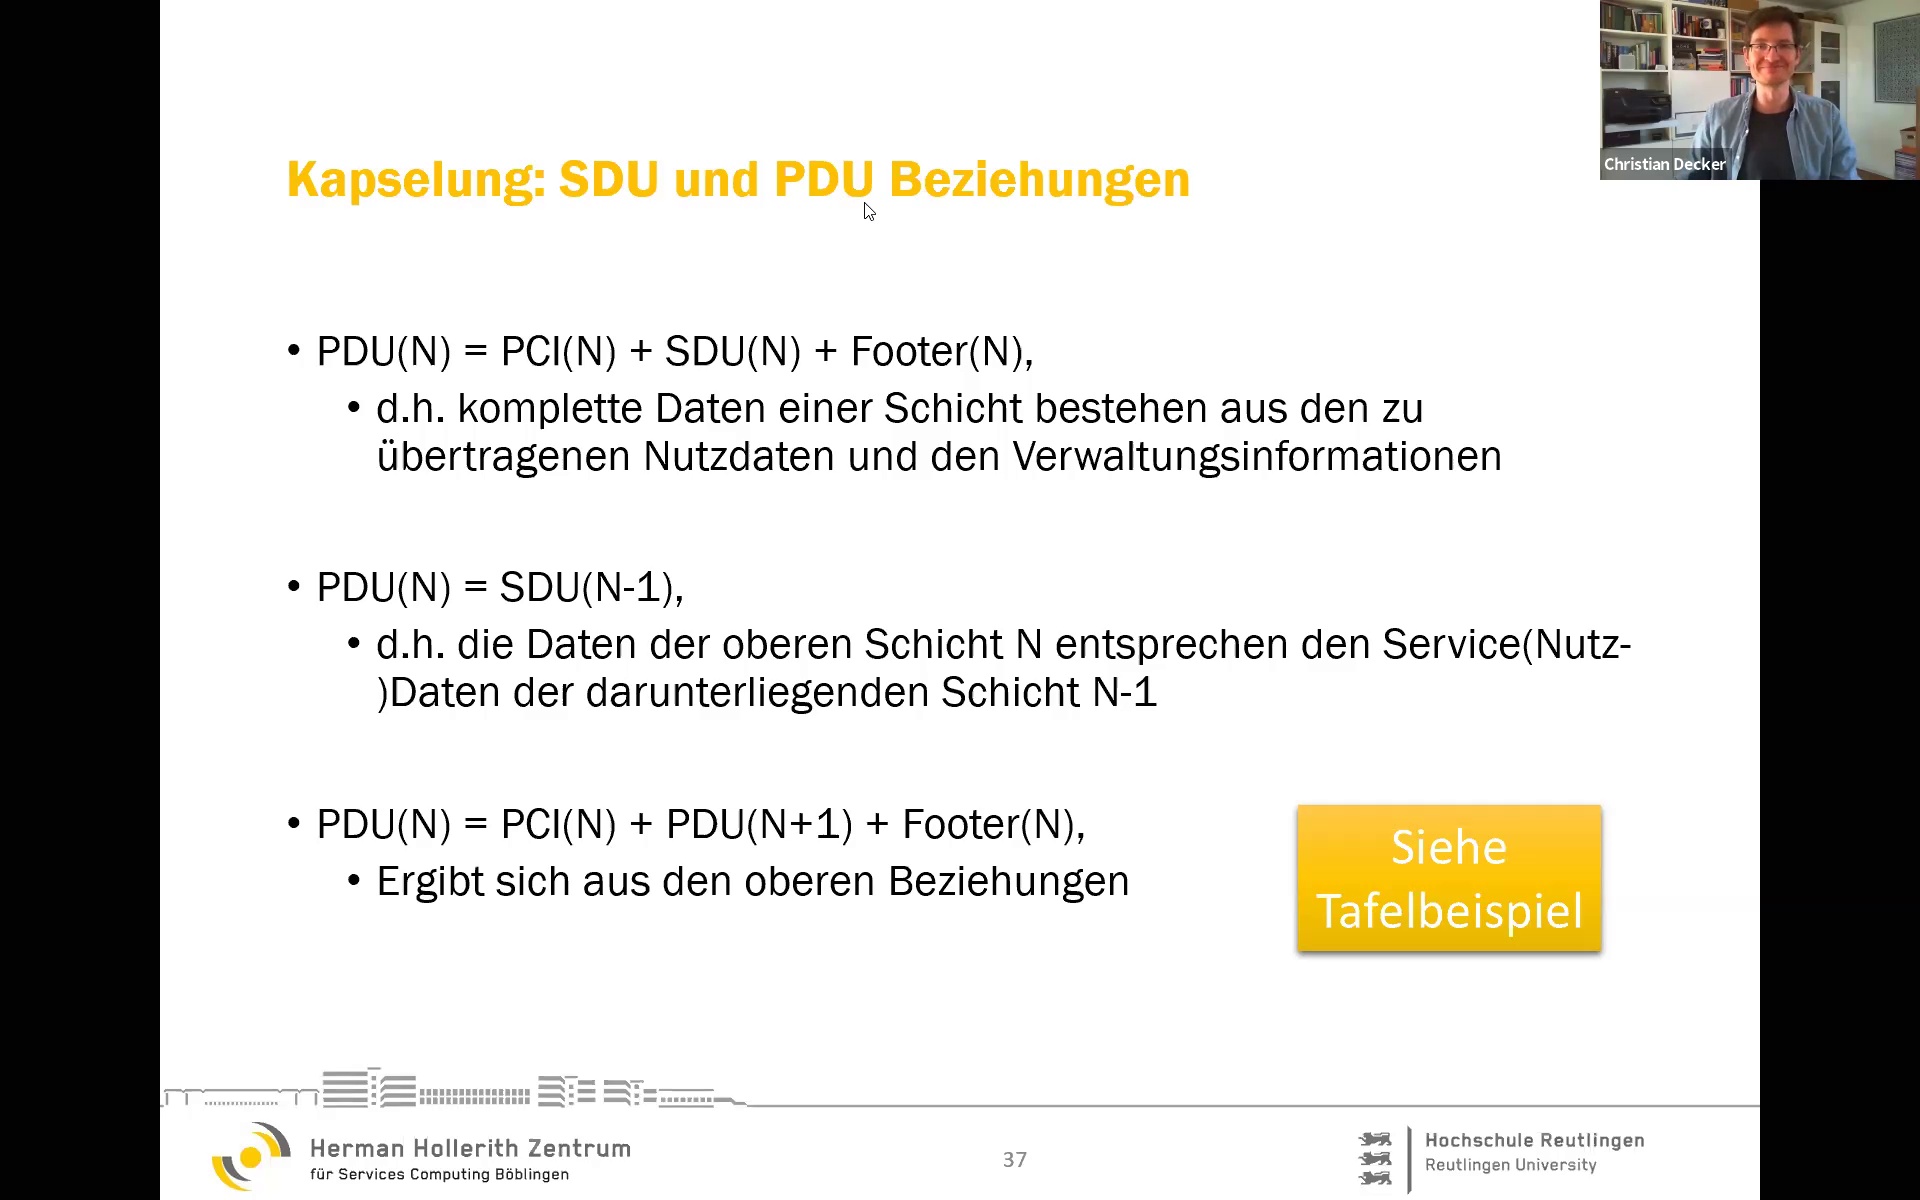 Christian Decker
Kapselung: SDU und PDU Beziehungen
• PDU(N) = PCI(N) + SDU(N) + Footer(N),
• d.h. komplette Daten einer Schicht bestehen aus den zu
übertragenen Nutzdaten und den Verwaltungsinformationen
• PDU(N) = SDU(N-1),
• d.h. die Daten der oberen Schicht N entsprechen den Service(Nutz-
)Daten der darunterliegenden Schicht N-1
• PDU(N) = PCI(N) + PDU(N+1) + Footer(N),
• Ergibt sich aus den oberen Beziehungen
Siehe
Tafelbeispiel
Herman Hollerith Zentrum
für Services Computing Böblingen
37
Hochschule Reutlingen
Reutlingen University